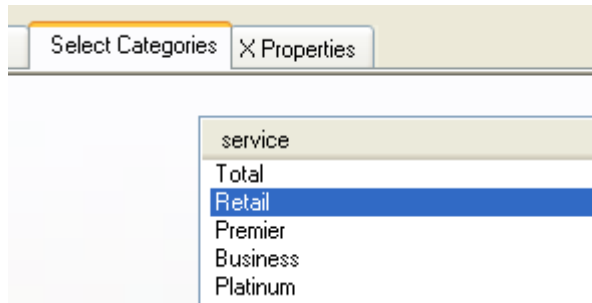 Select Categories X Properties
service
Total
Retail
Premier
Business
Platinum